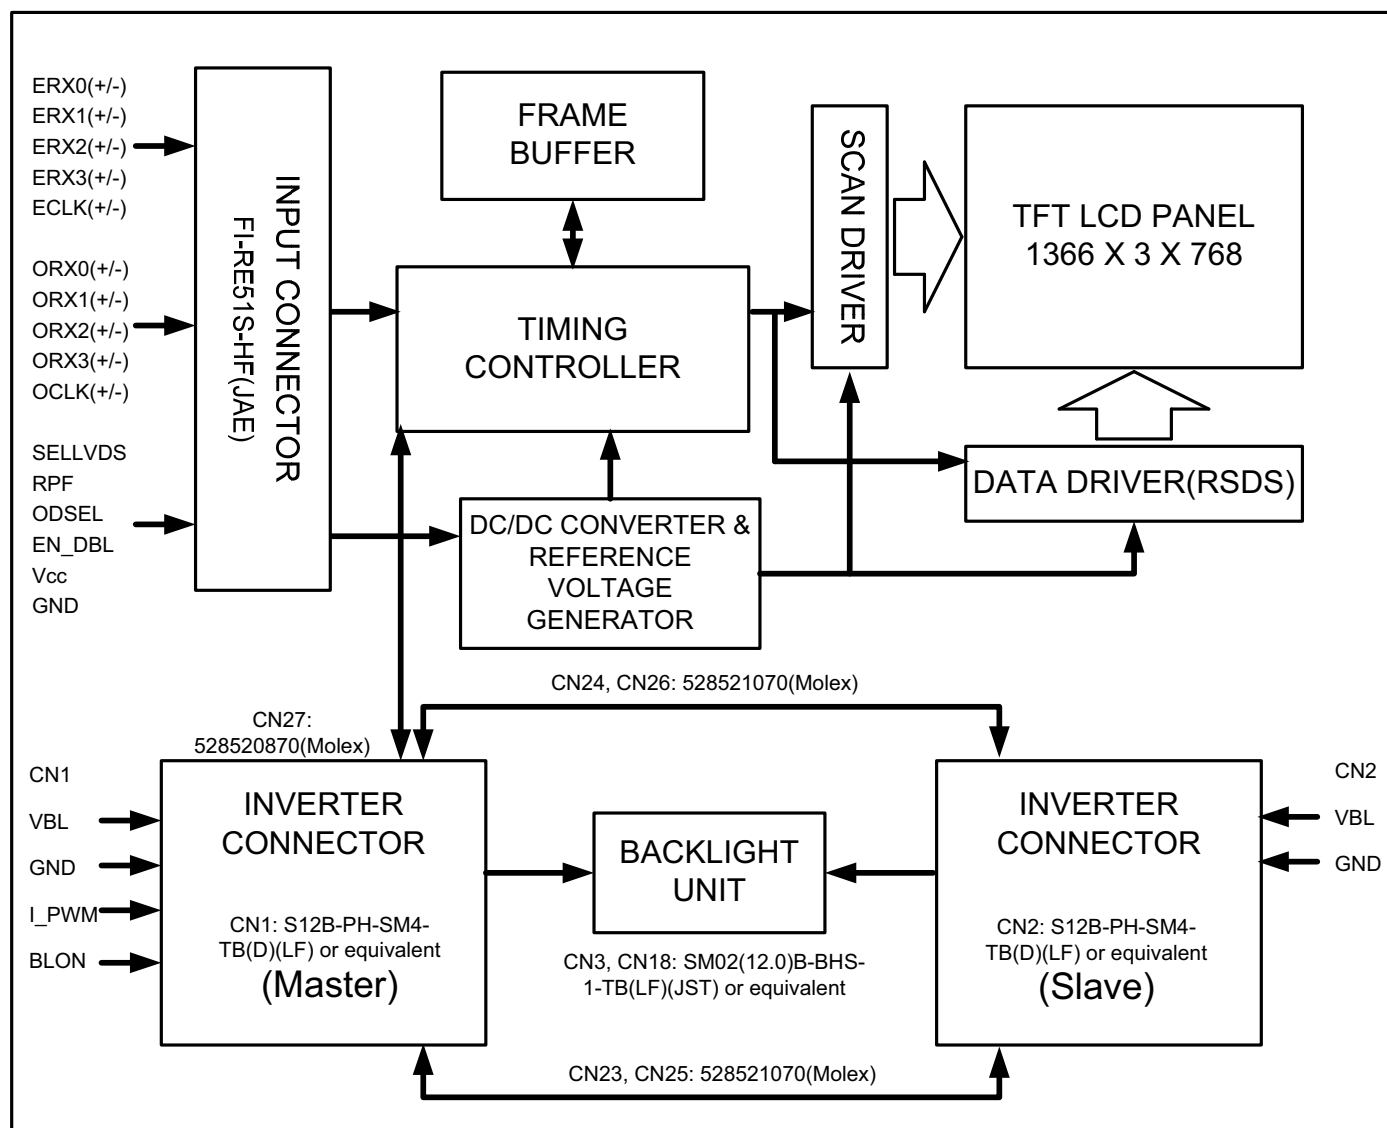 ERX0(+/-)
ERX1(+/-)
ERX2(+/-)
ERX3(+/-)
ECLK(+/-)
ORX0(+/-)
ORX1(+/-)
ORX2(+/-)
ORX3(+/-)
OCLK(+/-)
SELLVDS
RPF
ODSEL
EN_DBL
Vcc
GND
INPUT CONNECTOR
FI-RE51S-HF(JAE)
FRAME
BUFFER
TIMING
CONTROLLER
SCAN DRIVER
TFT LCD PANEL
1366 X 3 X 768
DATA DRIVER(RSDS)
DC/DC CONVERTER &
REFERENCE
VOLTAGE
GENERATOR
CN24, CN26: 528521070(Molex)
CN27:
528520870(Molex)
CN1
VBL
GND
I_PWM
BLON
INVERTER
CONNECTOR
CN1: S12B-PH-SM4-
TB(D)(LF) or equivalent
(Master)
BACKLIGHT
UNIT
CN3, CN18: SM02(12.0)B-BHS-
1-TB(LF)(JST) or equivalent
INVERTER
CONNECTOR
CN2: S12B-PH-SM4-
TB(D)(LF) or equivalent
(Slave)
CN2
VBL
GND
CN23, CN25: 528521070(Molex)